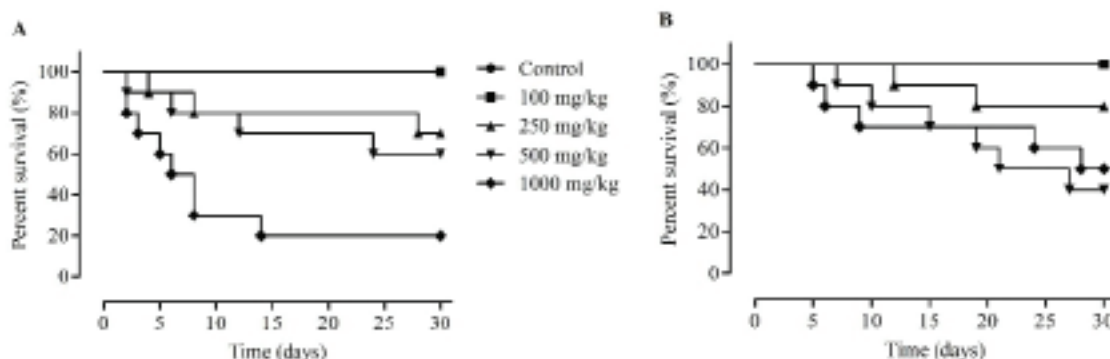 A
Percent survival (%)
100
80
60
40
20
0
0 5 10 15 20 25 30
Time (days)
Control
100 mg/kg
250 mg/kg
500 mg/kg
1000 mg/kg
B
Percent survival (%)
100
80
60
40
20
0
0 5 10 15 20 25 30
Time (days)